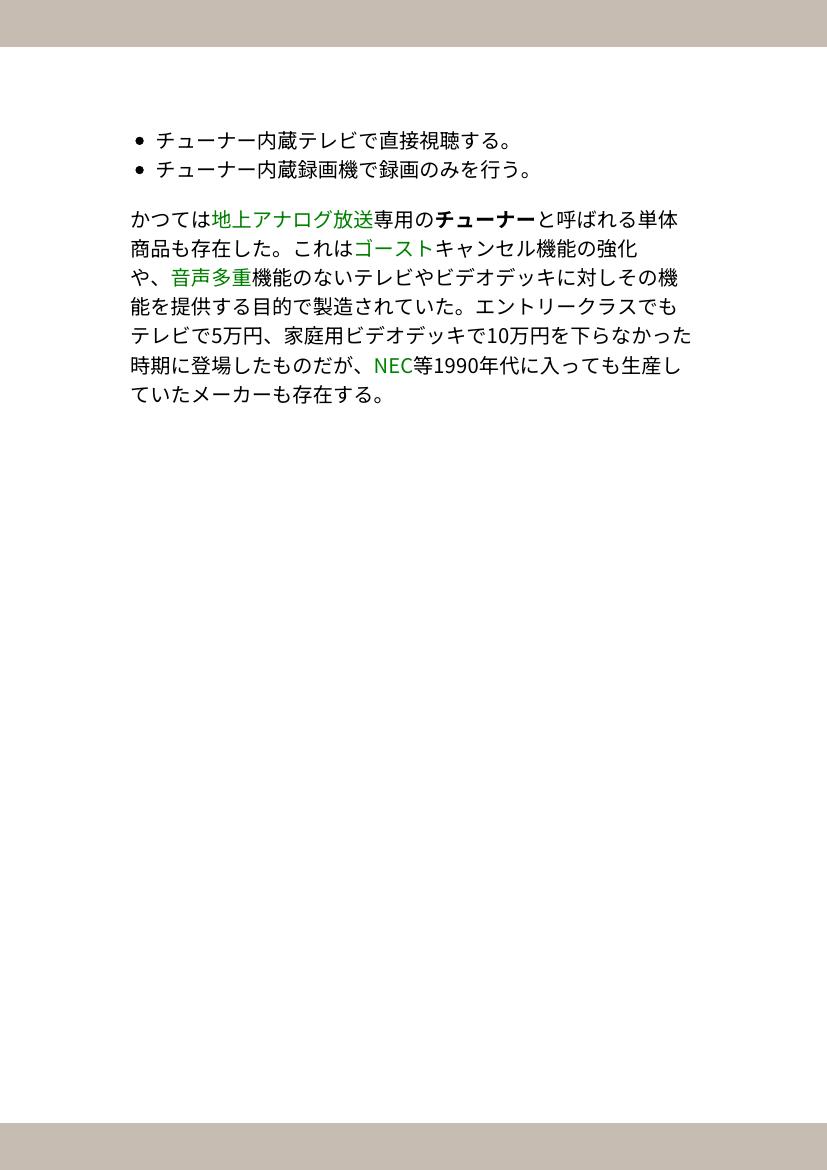 チューナー内蔵テレビで直接視聴する。
チューナー内蔵録画機で録画のみを行う。
かつては地上アナログ放送専用のチューナーと呼ばれる単体
商品も存在した。これはゴーストキャンセル機能の強化
や、音声多重機能のないテレビやビデオデッキに対しその機
能を提供する目的で製造されていた。エントリークラスでも
テレビで5万円、家庭用ビデオデッキで10万円を下らなかった
時期に登場したものだが、NEC等1990年代に入っても生産し
ていたメーカーも存在する。